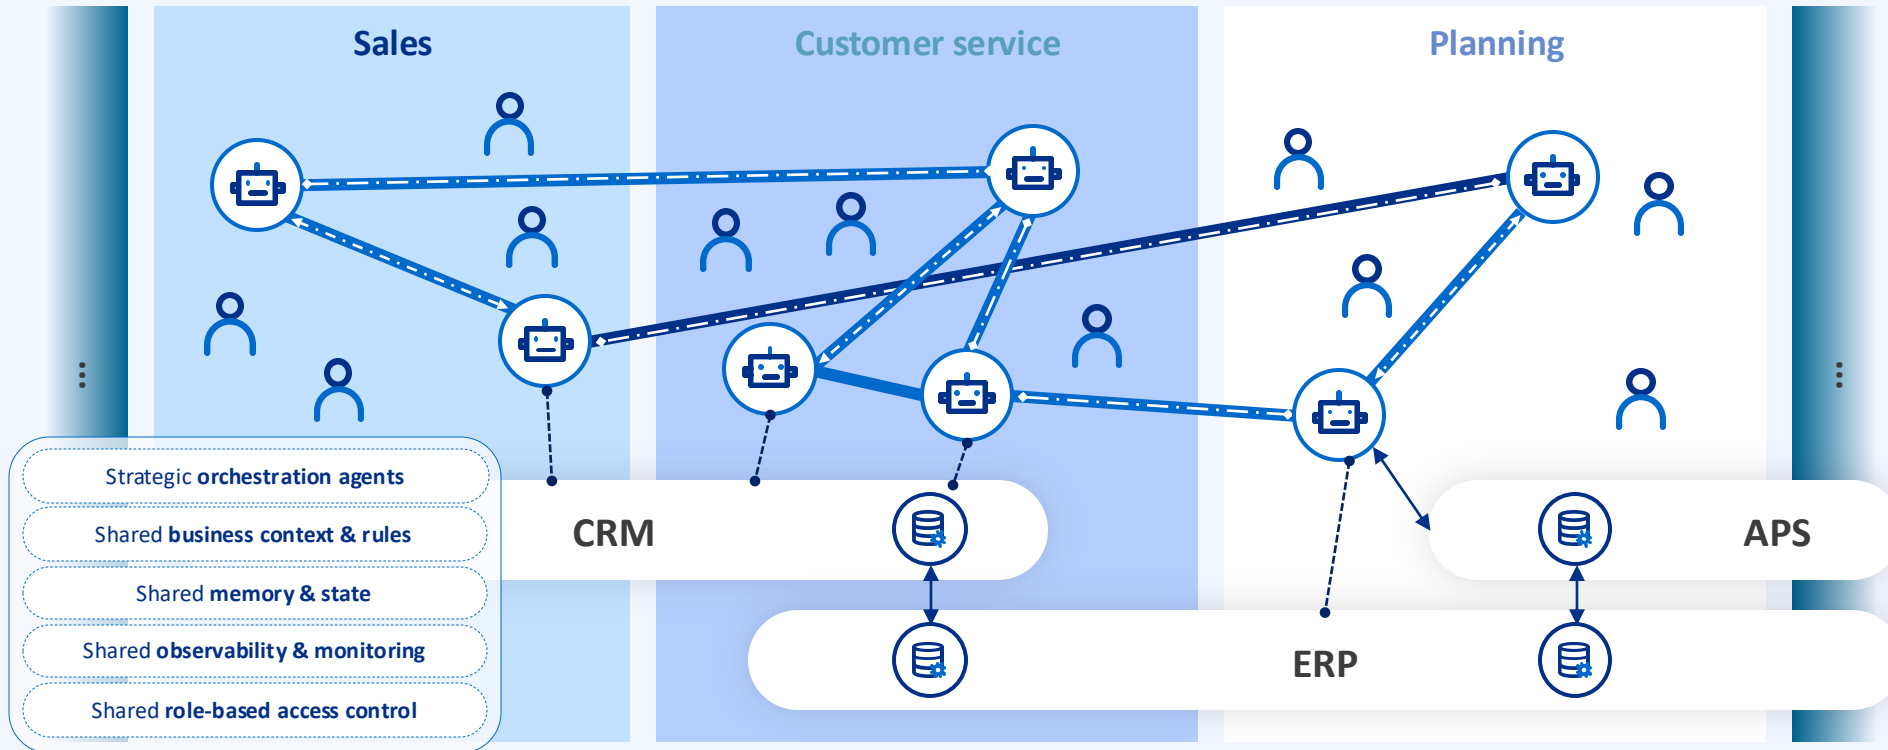 Sales
Customer service
Planning
Strategic orchestration agents
Shared business context & rules
Shared memory & state
Shared observability & monitoring
Shared role-based access control
CRM
APS
ERP